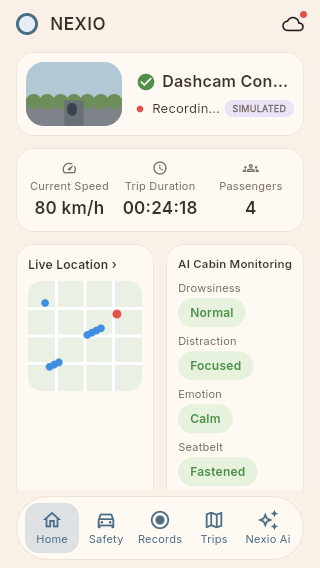 NEXIO
Dashcam Con...
Recordin... SIMULATED
Current Speed Trip Duration Passengers
80 km/h 00:24:18 4
Live Location ›
AI Cabin Monitoring
Drowsiness
Normal
Distraction
Focused
Emotion
Calm
Seatbelt
Fastened
Home Safety Records Trips Nexio Ai